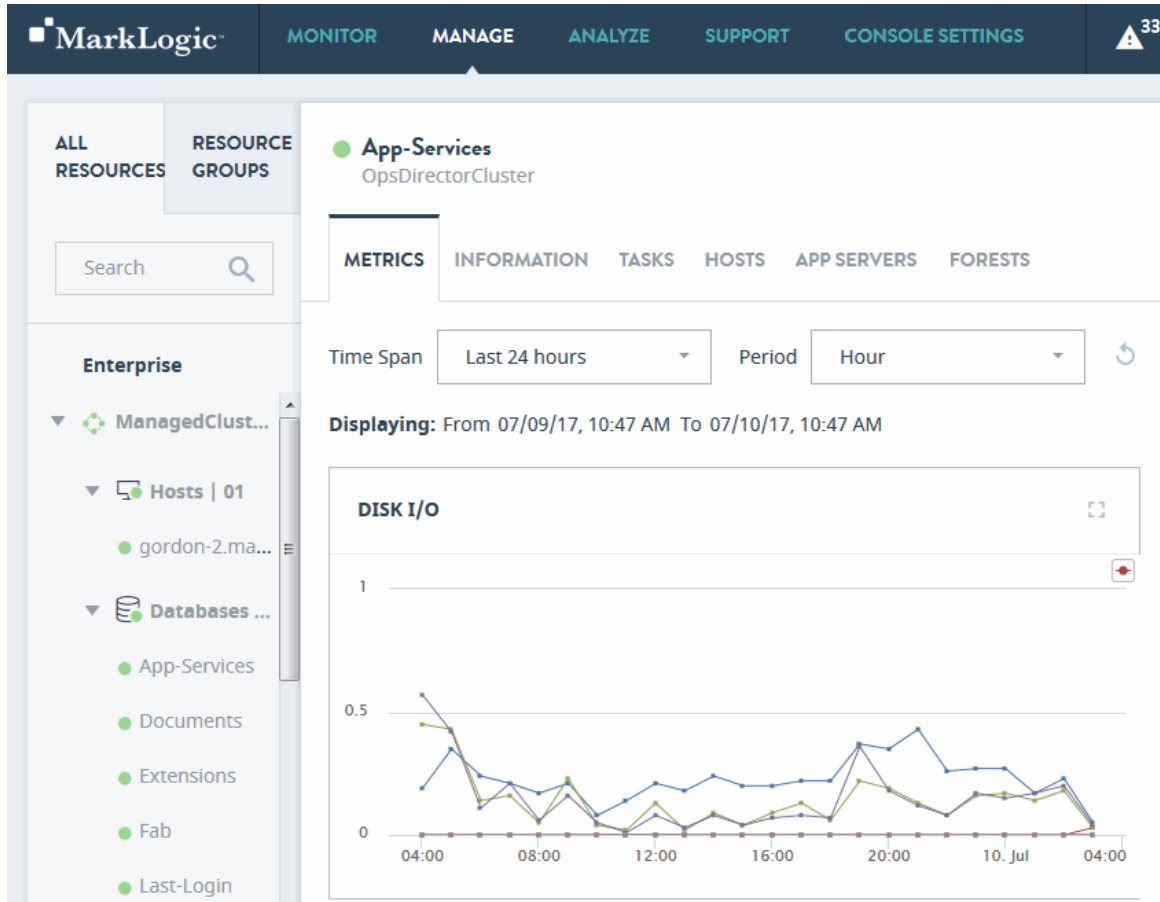 MarkLogic
MONITOR MANAGE ANALYZE SUPPORT CONSOLE SETTINGS 33
ALL RESOURCES
RESOURCE GROUPS
Search
Enterprise
ManagedClust...
Hosts | 01
gordon-2.ma...
Databases ...
App-Services
Documents
Extensions
Fab
Last-Login
App-Services
OpsDirectorCluster
METRICS INFORMATION TASKS HOSTS APP SERVERS FORESTS
Time Span Last 24 hours Period Hour
Displaying: From 07/09/17, 10:47 AM To 07/10/17, 10:47 AM
DISK I/O
1
0.5
0
04:00 08:00 12:00 16:00 20:00 10. Jul 04:00